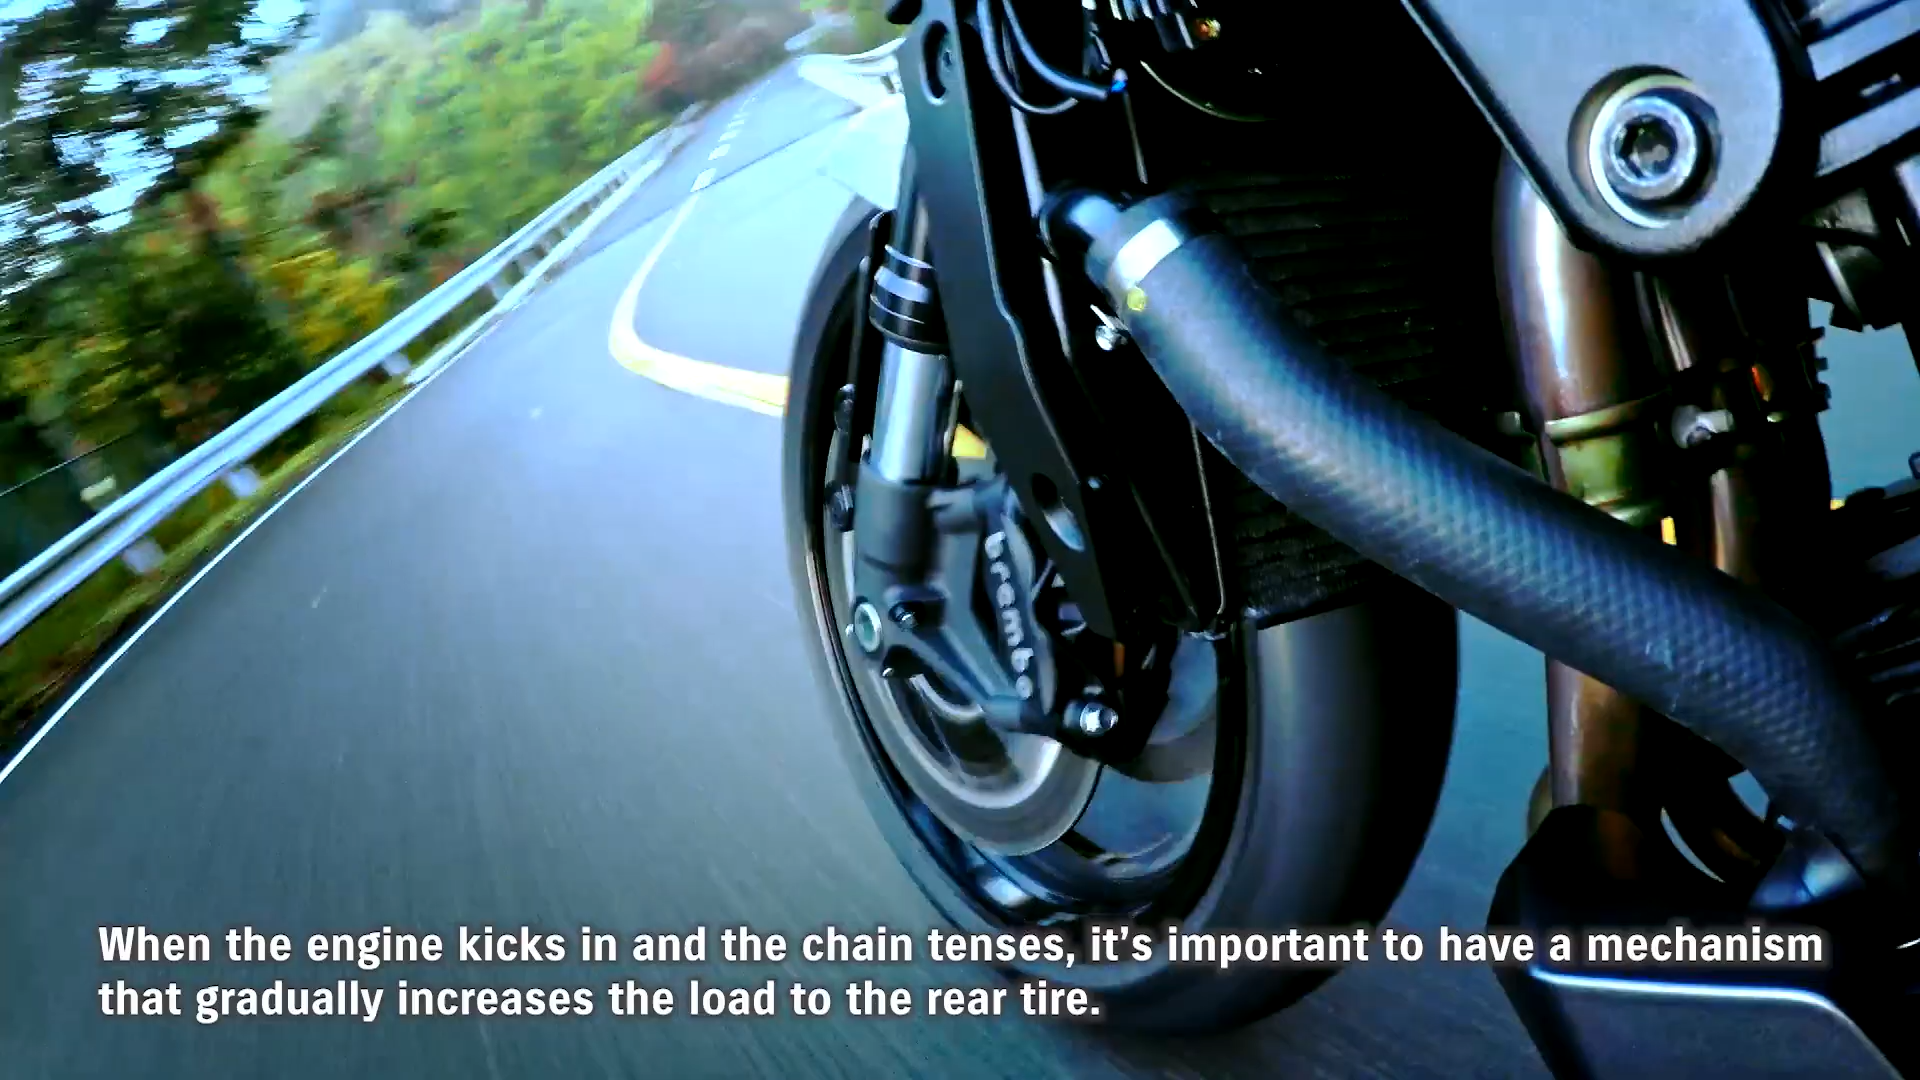 brembo
When the engine kicks in and the chain tenses, it's important to have a mechanism
that gradually increases the load to the rear tire.